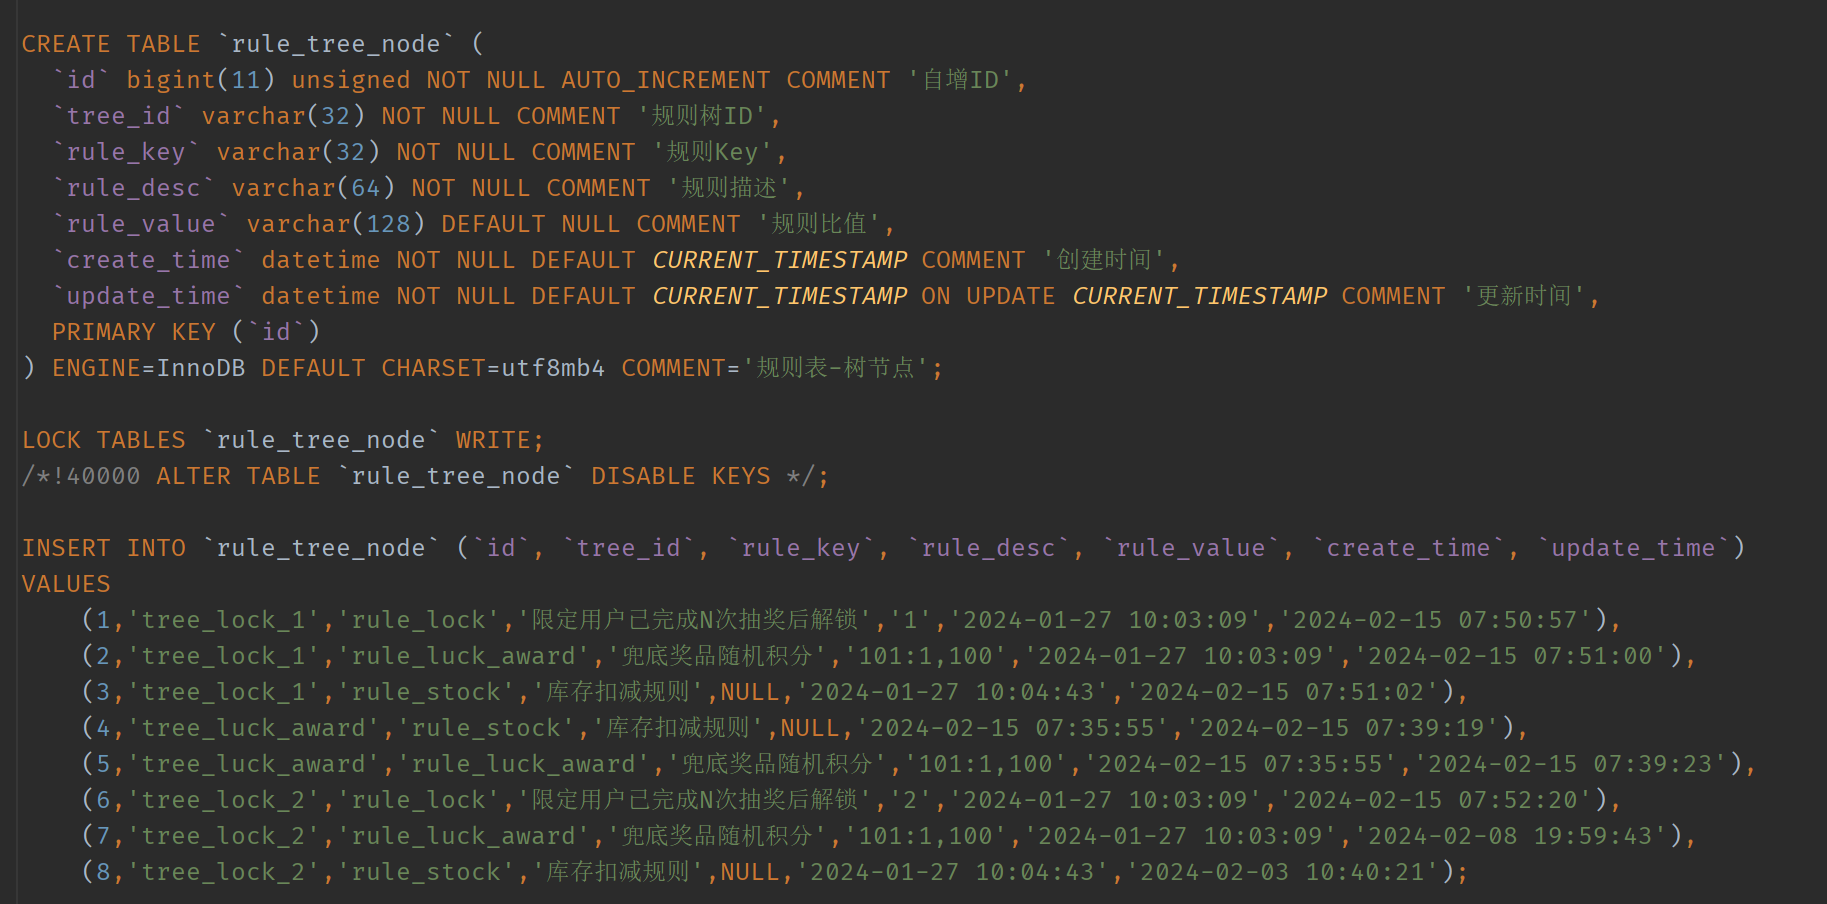 CREATE TABLE `rule_tree_node` (
  `id` bigint(11) unsigned NOT NULL AUTO_INCREMENT COMMENT '自增ID',
  `tree_id` varchar(32) NOT NULL COMMENT '规则树ID',
  `rule_key` varchar(32) NOT NULL COMMENT '规则Key',
  `rule_desc` varchar(64) NOT NULL COMMENT '规则描述',
  `rule_value` varchar(128) DEFAULT NULL COMMENT '规则比值',
  `create_time` datetime NOT NULL DEFAULT CURRENT_TIMESTAMP COMMENT '创建时间',
  `update_time` datetime NOT NULL DEFAULT CURRENT_TIMESTAMP ON UPDATE CURRENT_TIMESTAMP COMMENT '更新时间',
  PRIMARY KEY (`id`)
) ENGINE=InnoDB DEFAULT CHARSET=utf8mb4 COMMENT='规则表-树节点';
LOCK TABLES `rule_tree_node` WRITE;
/*!40000 ALTER TABLE `rule_tree_node` DISABLE KEYS */;
INSERT INTO `rule_tree_node` (`id`, `tree_id`, `rule_key`, `rule_desc`, `rule_value`, `create_time`, `update_time`)
VALUES
    (1,'tree_lock_1','rule_lock','限定用户已完成N次抽奖后解锁','1','2024-01-27 10:03:09','2024-02-15 07:50:57'),
    (2,'tree_lock_1','rule_luck_award','兜底奖品随机积分','101:1,100','2024-01-27 10:03:09','2024-02-15 07:51:00'),
    (3,'tree_lock_1','rule_stock','库存扣减规则',NULL,'2024-01-27 10:04:43','2024-02-15 07:51:02'),
    (4,'tree_luck_award','rule_stock','库存扣减规则',NULL,'2024-02-15 07:35:55','2024-02-15 07:39:19'),
    (5,'tree_luck_award','rule_luck_award','兜底奖品随机积分','101:1,100','2024-02-15 07:35:55','2024-02-15 07:39:23'),
    (6,'tree_lock_2','rule_lock','限定用户已完成N次抽奖后解锁','2','2024-01-27 10:03:09','2024-02-15 07:52:20'),
    (7,'tree_lock_2','rule_luck_award','兜底奖品随机积分','101:1,100','2024-01-27 10:03:09','2024-02-08 19:59:43'),
    (8,'tree_lock_2','rule_stock','库存扣减规则',NULL,'2024-01-27 10:04:43','2024-02-03 10:40:21');